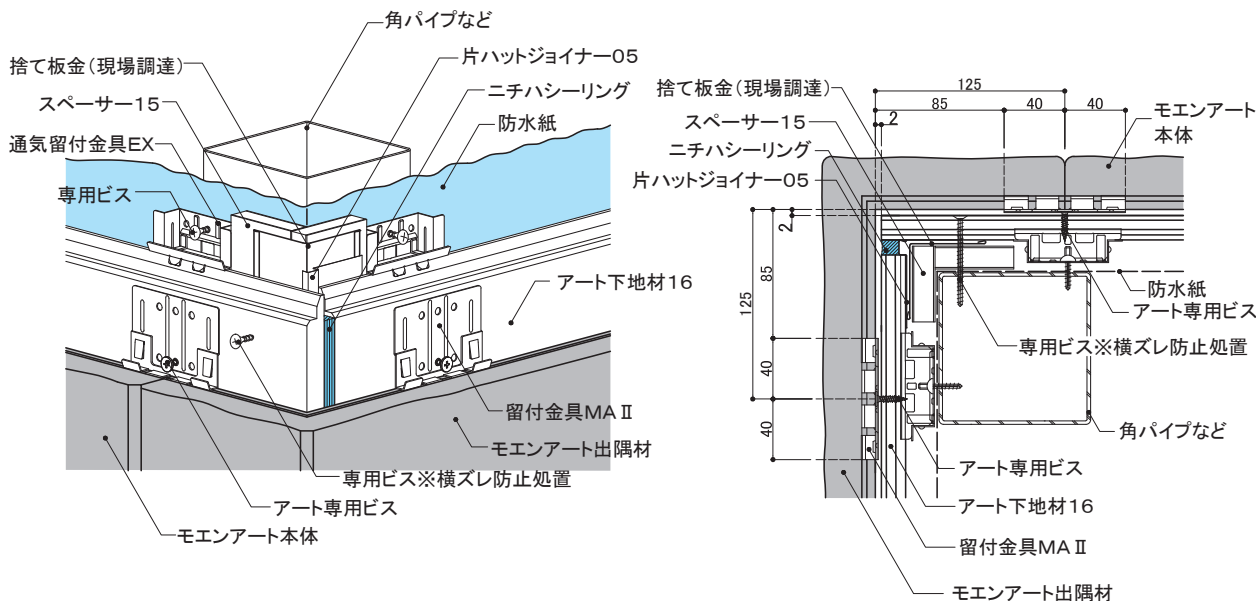 角パイプなど
捨て板金(現場調達)
片ハットジョイナー05
スペーサー15
ニチハシーリング
通気留付金具EX
防水紙
専用ビス
アート下地材16
留付金具MAⅡ
モエンアート出隅材
専用ビス※横ズレ防止処置
アート専用ビス
モエンアート本体
125
85
40
40
2
捨て板金(現場調達)
スペーサー15
ニチハシーリング
片ハットジョイナー05
モエンアート
本体
2
85
125
40
40
防水紙
アート専用ビス
専用ビス※横ズレ防止処置
角パイプなど
アート専用ビス
アート下地材16
留付金具MAⅡ
モエンアート出隅材